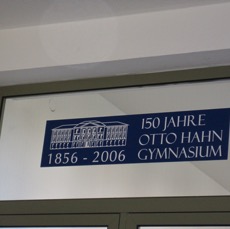 150 JAHRE
OTTO HAHN
1856 - 2006 GYMNASIUM